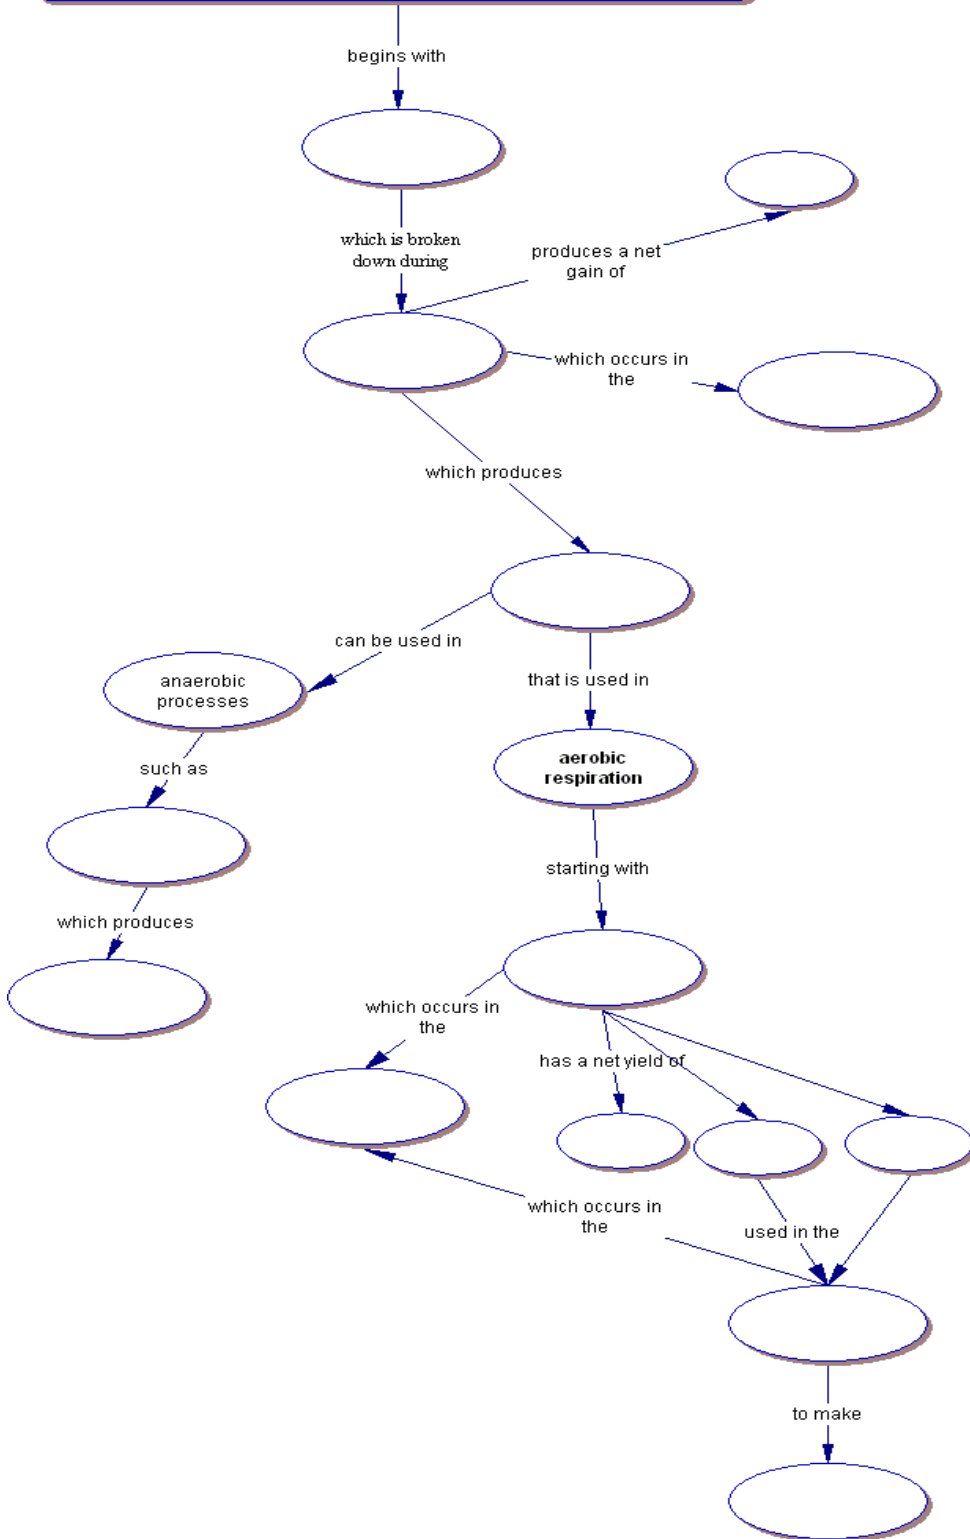 begins with
which is broken
down during
produces a net
gain of
which occurs in
the
which produces
can be used in
anaerobic
processes
that is used in
such as
aerobic
respiration
starting with
which produces
which occurs in
the
has a net yield of
which occurs in
the
used in the
to make